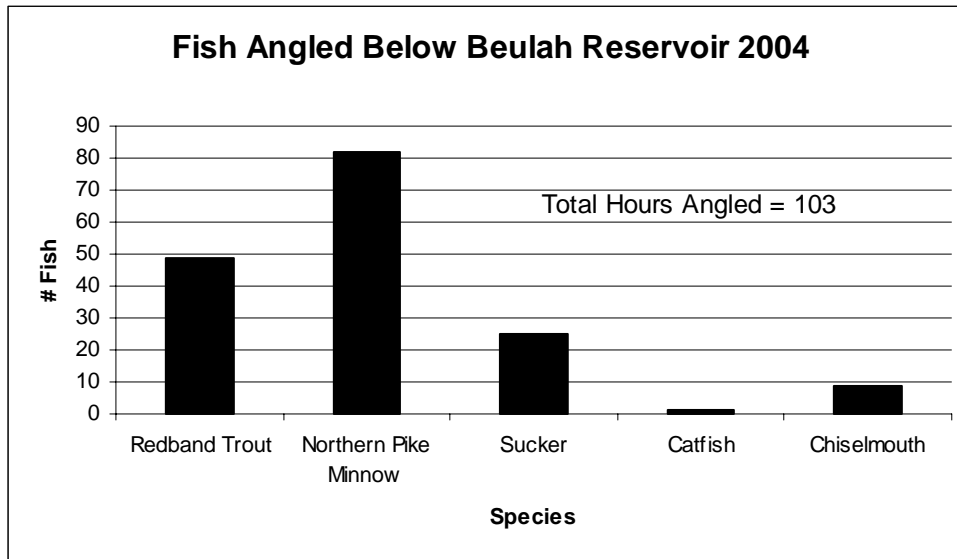 Fish Angled Below Beulah Reservoir 2004
90
80
70
60
50
40
30
20
10
0
# Fish
Total Hours Angled = 103
Redband Trout
Northern Pike
Minnow
Sucker
Catfish
Chiselmouth
Species